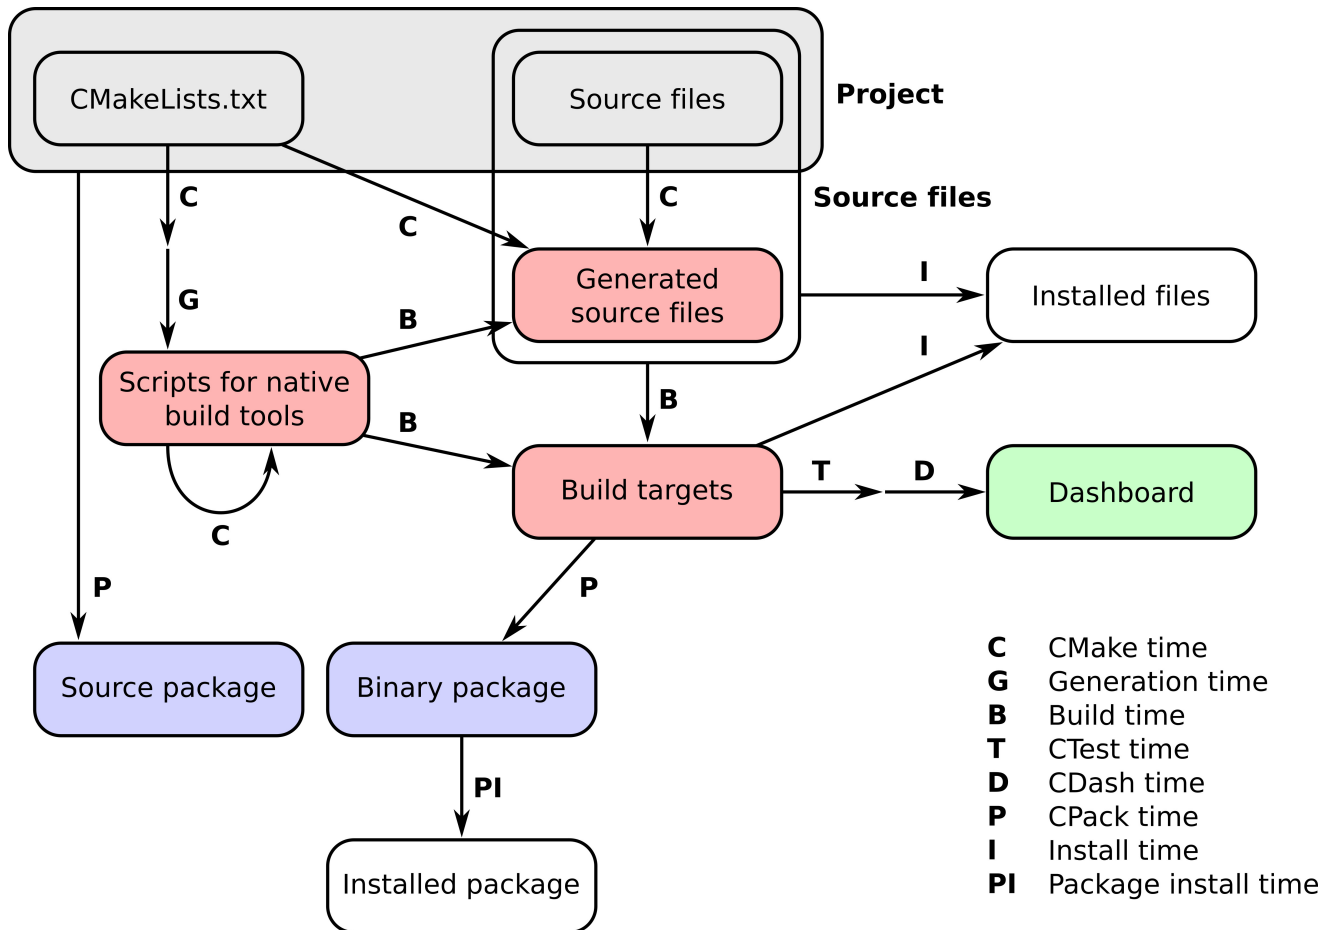 CMakeLists.txt
Source files
Project
C
C
C
Source files
G
Generated
source files
I
Installed files
B
I
Scripts for native
build tools
B
B
C
Build targets
T
D
Dashboard
P
P
Source package
Binary package
PI
Installed package
C CMake time
G Generation time
B Build time
T CTest time
D CDash time
P CPack time
I Install time
PI Package install time